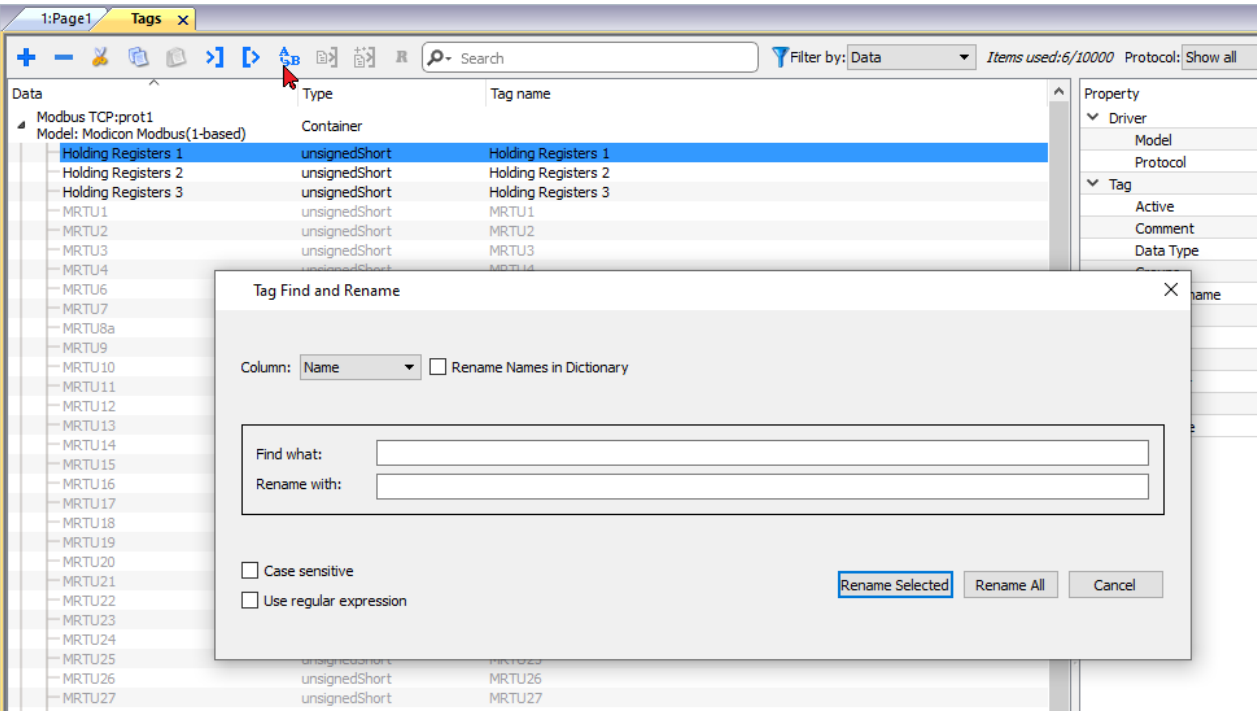 1:Page1 Tags
R Search Filter by: Data Items used:6/10000 Protocol: Show all
Data Type Tag name Property
Modbus TCP:prot1
Model: Modicon Modbus(1-based) Container
Driver
Model
Protocol
Tag
Active
Comment
Data Type
Holding Registers 1 unsignedShort Holding Registers 1
Holding Registers 2 unsignedShort Holding Registers 2
Holding Registers 3 unsignedShort Holding Registers 3
MRTU1 unsignedShort MRTU1
MRTU2 unsignedShort MRTU2
MRTU3 unsignedShort MRTU3
MRTU4 unsignedShort MRTU4
MRTU6
MRTU7
MRTU8a
MRTU9
MRTU10
MRTU11
MRTU12
MRTU13
MRTU14
MRTU15
MRTU16
MRTU17
MRTU18
MRTU19
MRTU20
MRTU21
MRTU22
MRTU23
MRTU24
MRTU25 unsignedShort MRTU25
MRTU26 unsignedShort MRTU26
MRTU27 unsignedShort MRTU27
Tag Find and Rename
Column: Name Rename Names in Dictionary
Find what:
Rename with:
Case sensitive
Use regular expression
Rename Selected Rename All Cancel